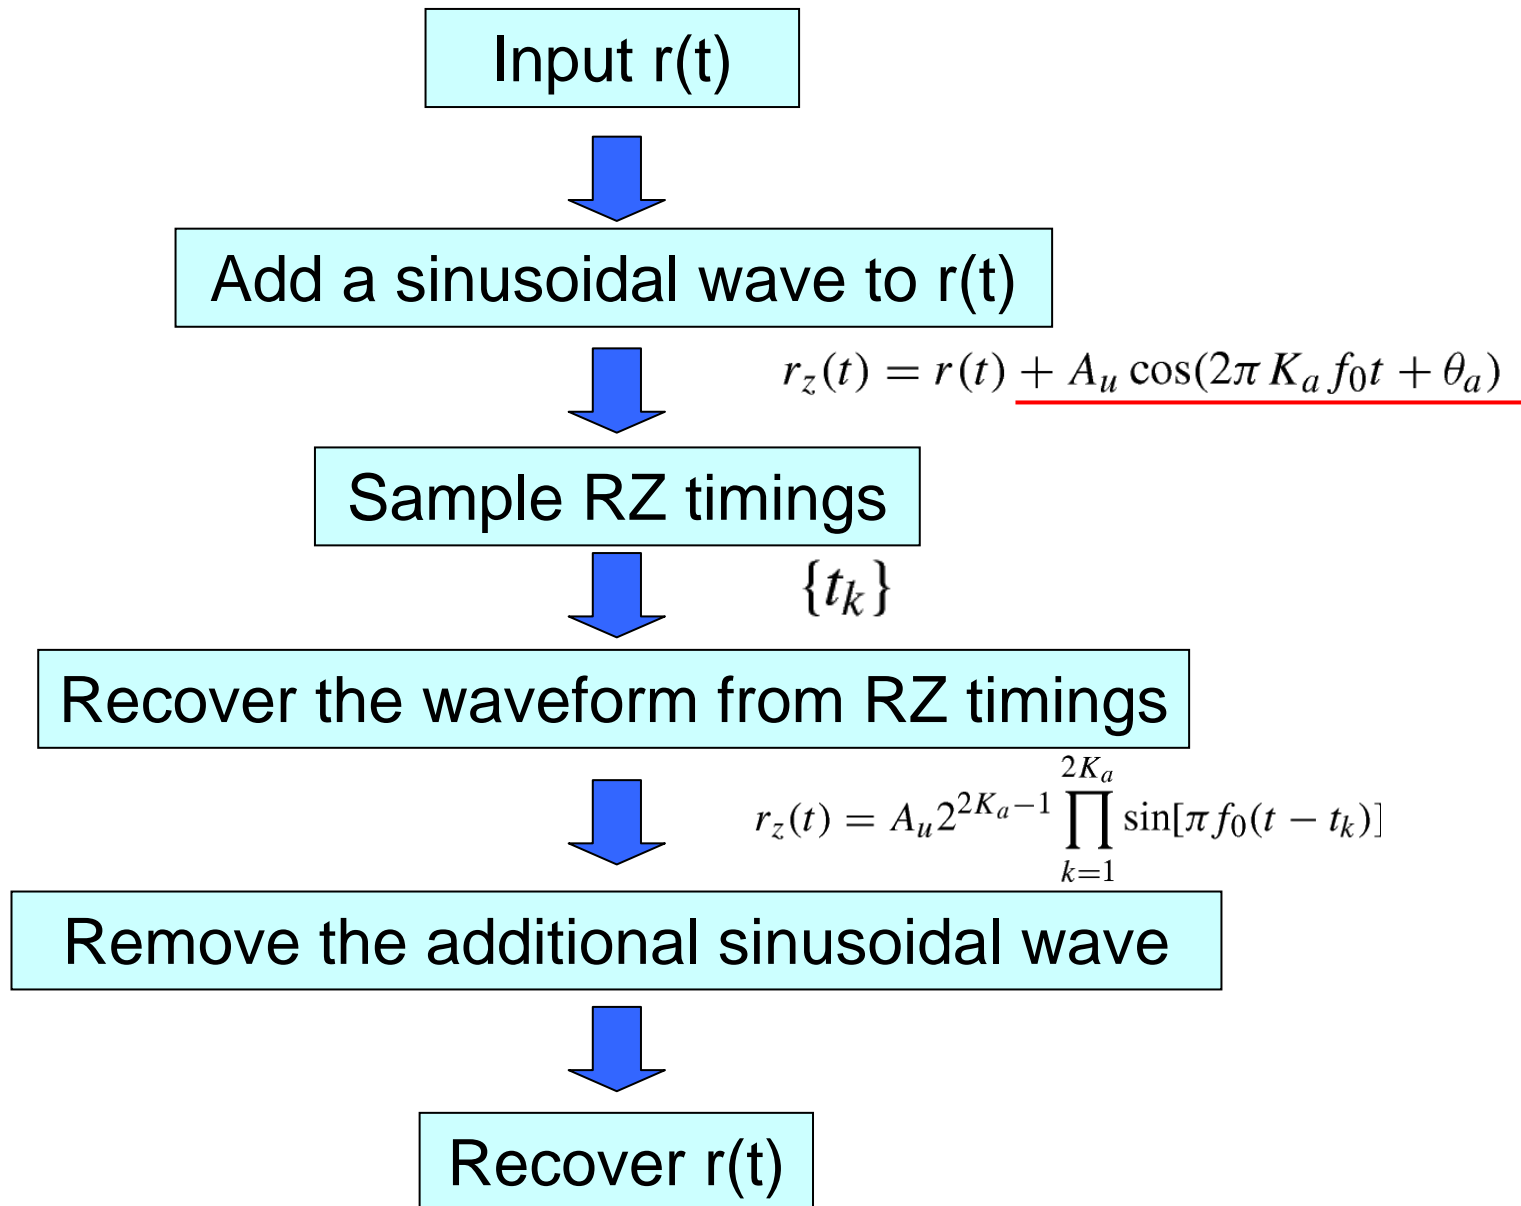 Input r(t)
Add a sinusoidal wave to r(t)
r_z(t) = r(t) + A_u cos(2π K_a f_0 t + θ_a)
Sample RZ timings
{t_k}
Recover the waveform from RZ timings
r_z(t) = A_u 2^{2K_a−1} ∏_{k=1}^{2K_a} sin[π f_0(t − t_k)]
Remove the additional sinusoidal wave
Recover r(t)